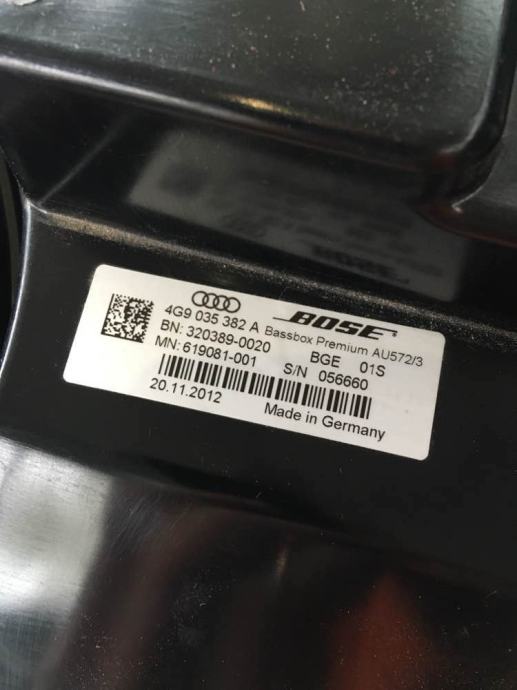 4G9 035 382 A Bassbox Premium AU572/3
BOSE
BN: 320389-0020 BGE 01S
MN: 619081-001 S/N 056660
20.11.2012 Made in Germany